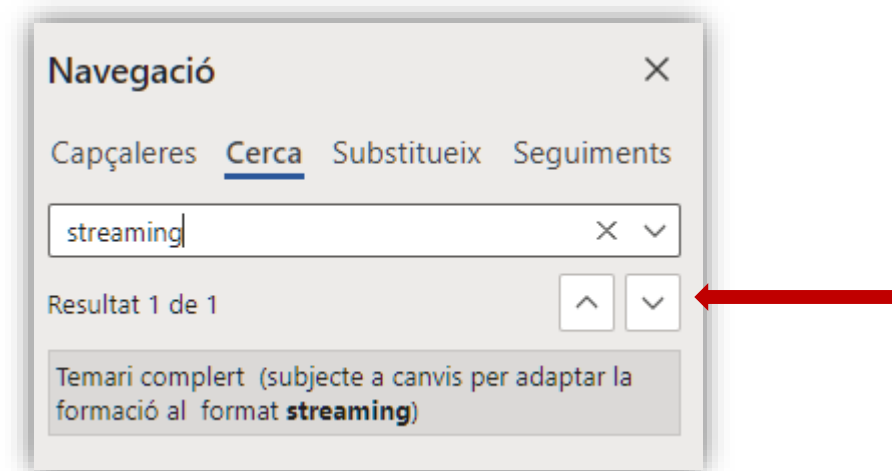 Navegació
Capçaleres Cerca Substitueix Seguiments
streaming
Resultat 1 de 1
Temari complert (subjecte a canvis per adaptar la
formació al format streaming)